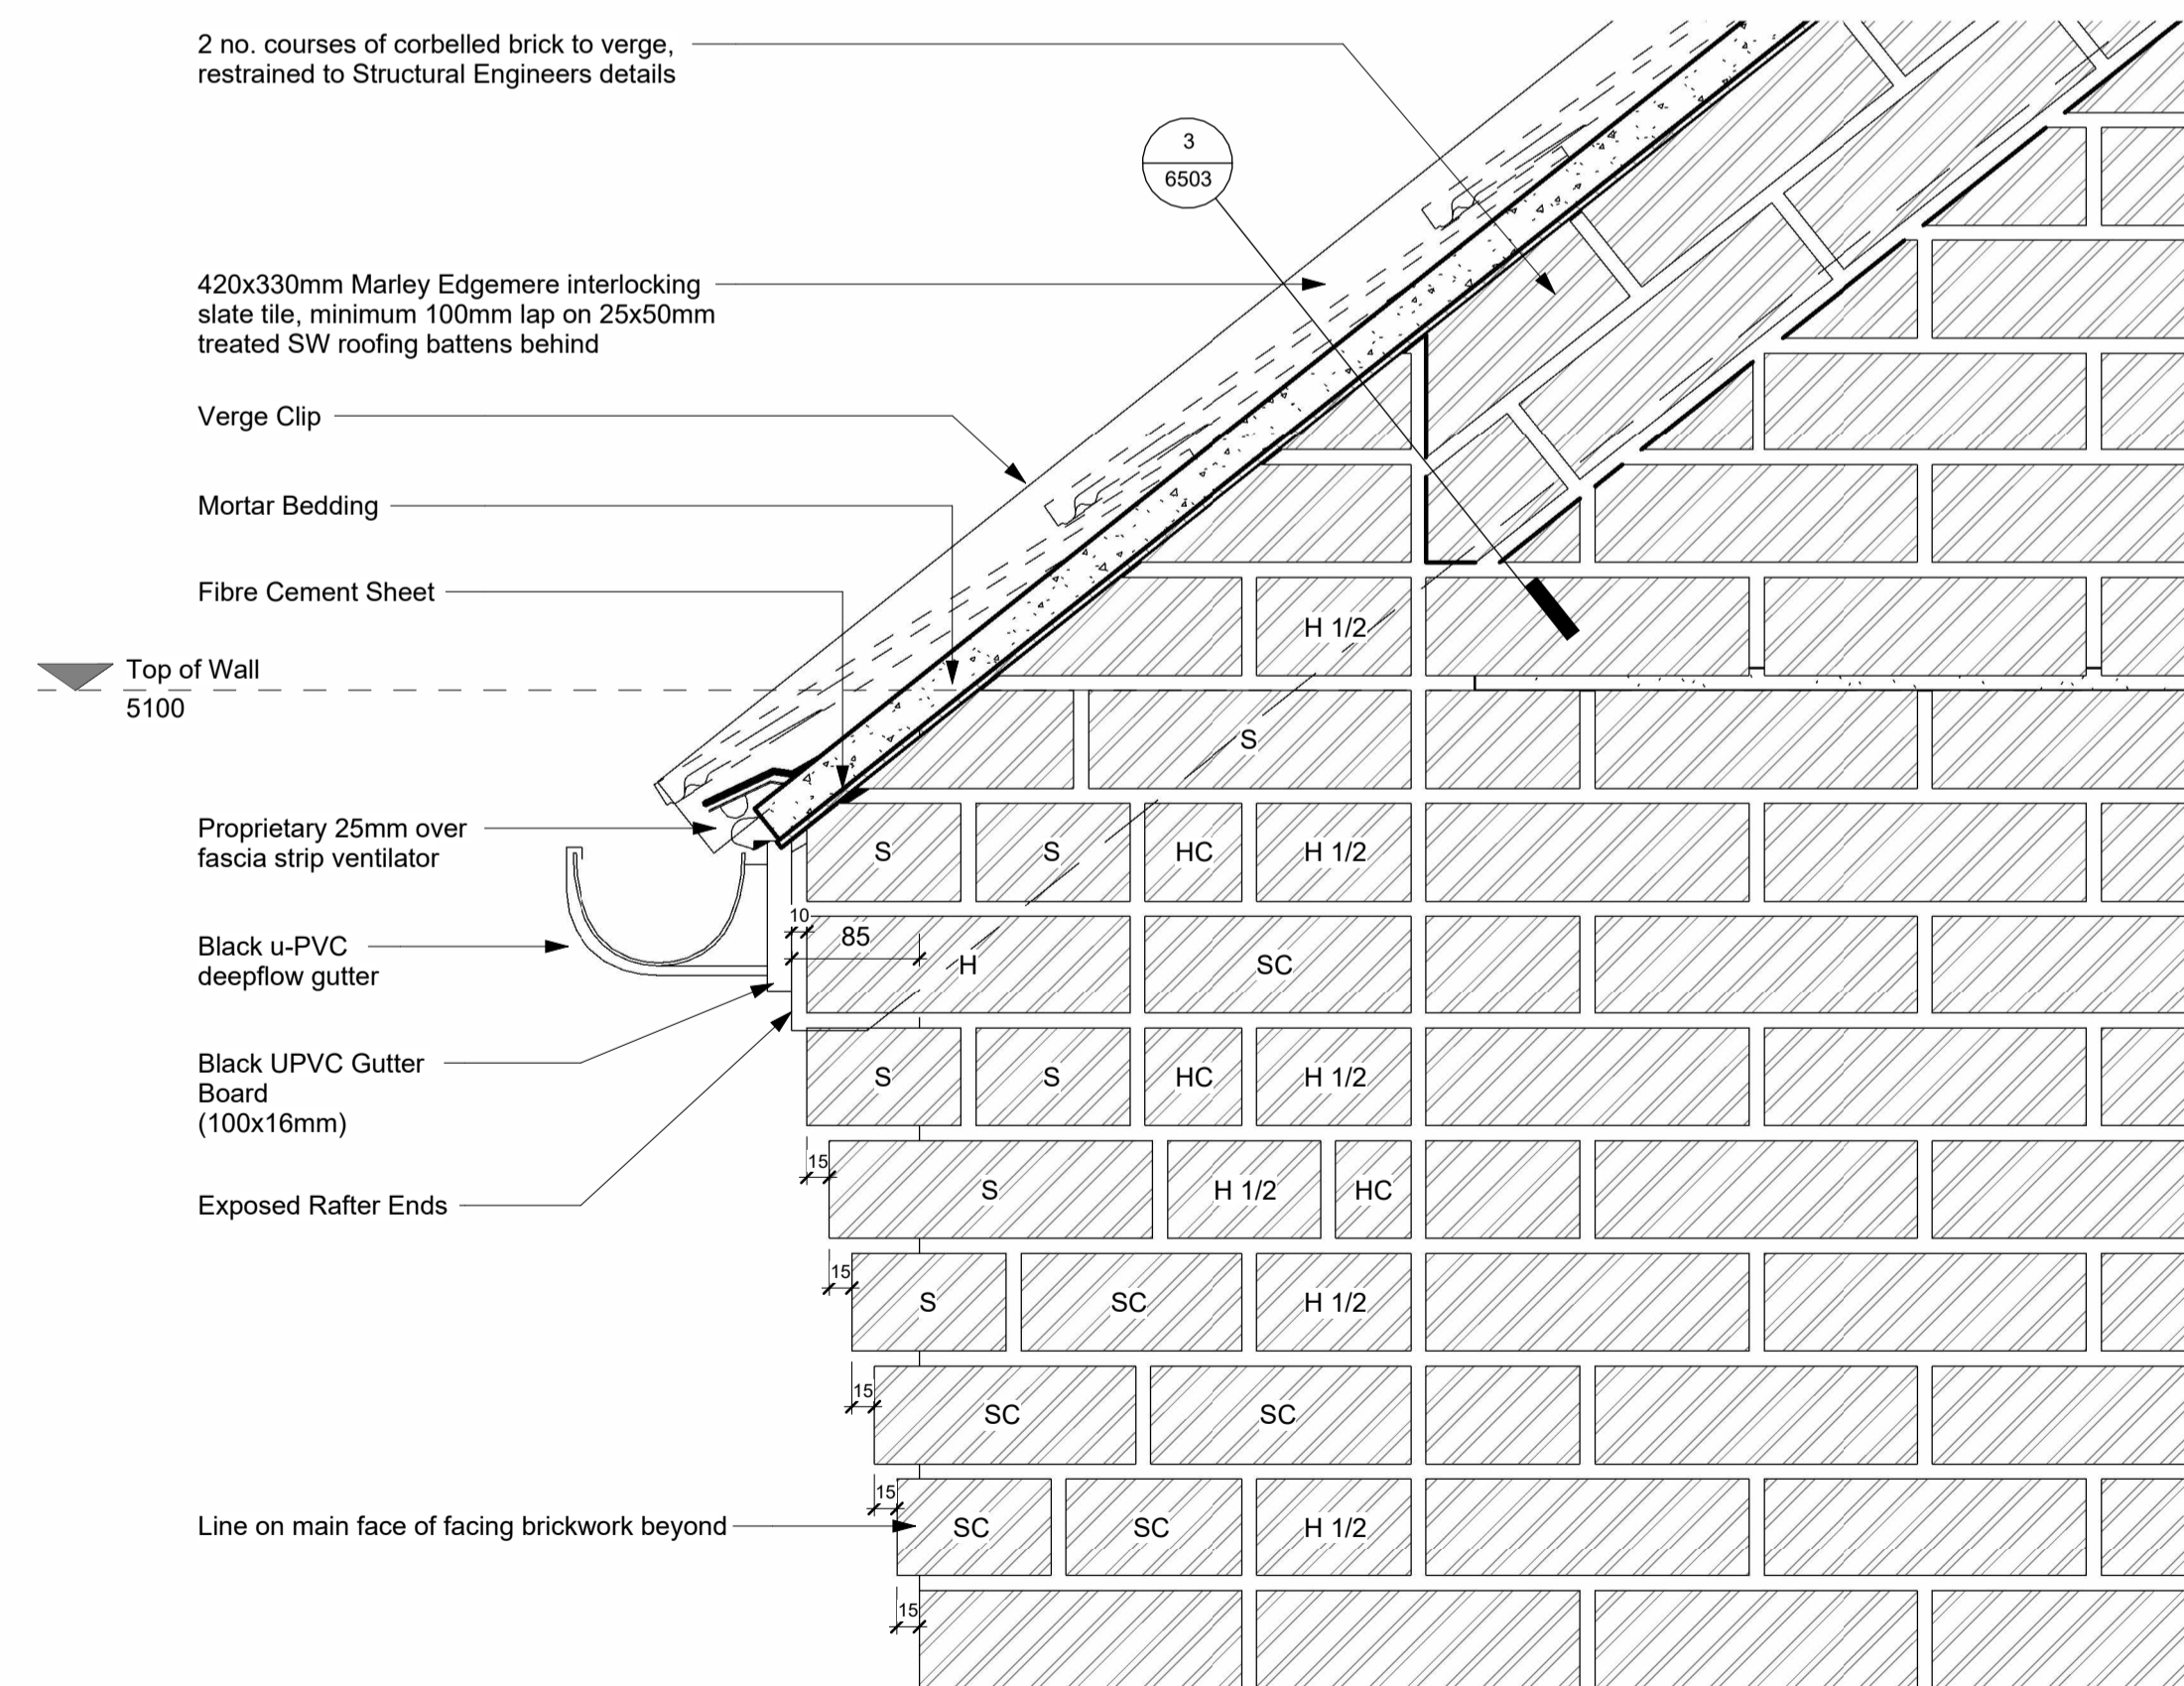 2 no. courses of corbelled brick to verge,
restrained to Structural Engineers details
3
6503
420x330mm Marley Edgemere interlocking
slate tile, minimum 100mm lap on 25x50mm
treated SW roofing battens behind
Verge Clip
Mortar Bedding
Fibre Cement Sheet
H 1/2
Top of Wall
5100
S
Proprietary 25mm over
fascia strip ventilator
S S HC H 1/2
10
85
H SC
Black u-PVC
deepflow gutter
Black UPVC Gutter
Board
(100x16mm)
S S HC H 1/2
15
S H 1/2 HC
Exposed Rafter Ends
15
S SC H 1/2
15
SC SC
15
Line on main face of facing brickwork beyond
SC SC H 1/2
15